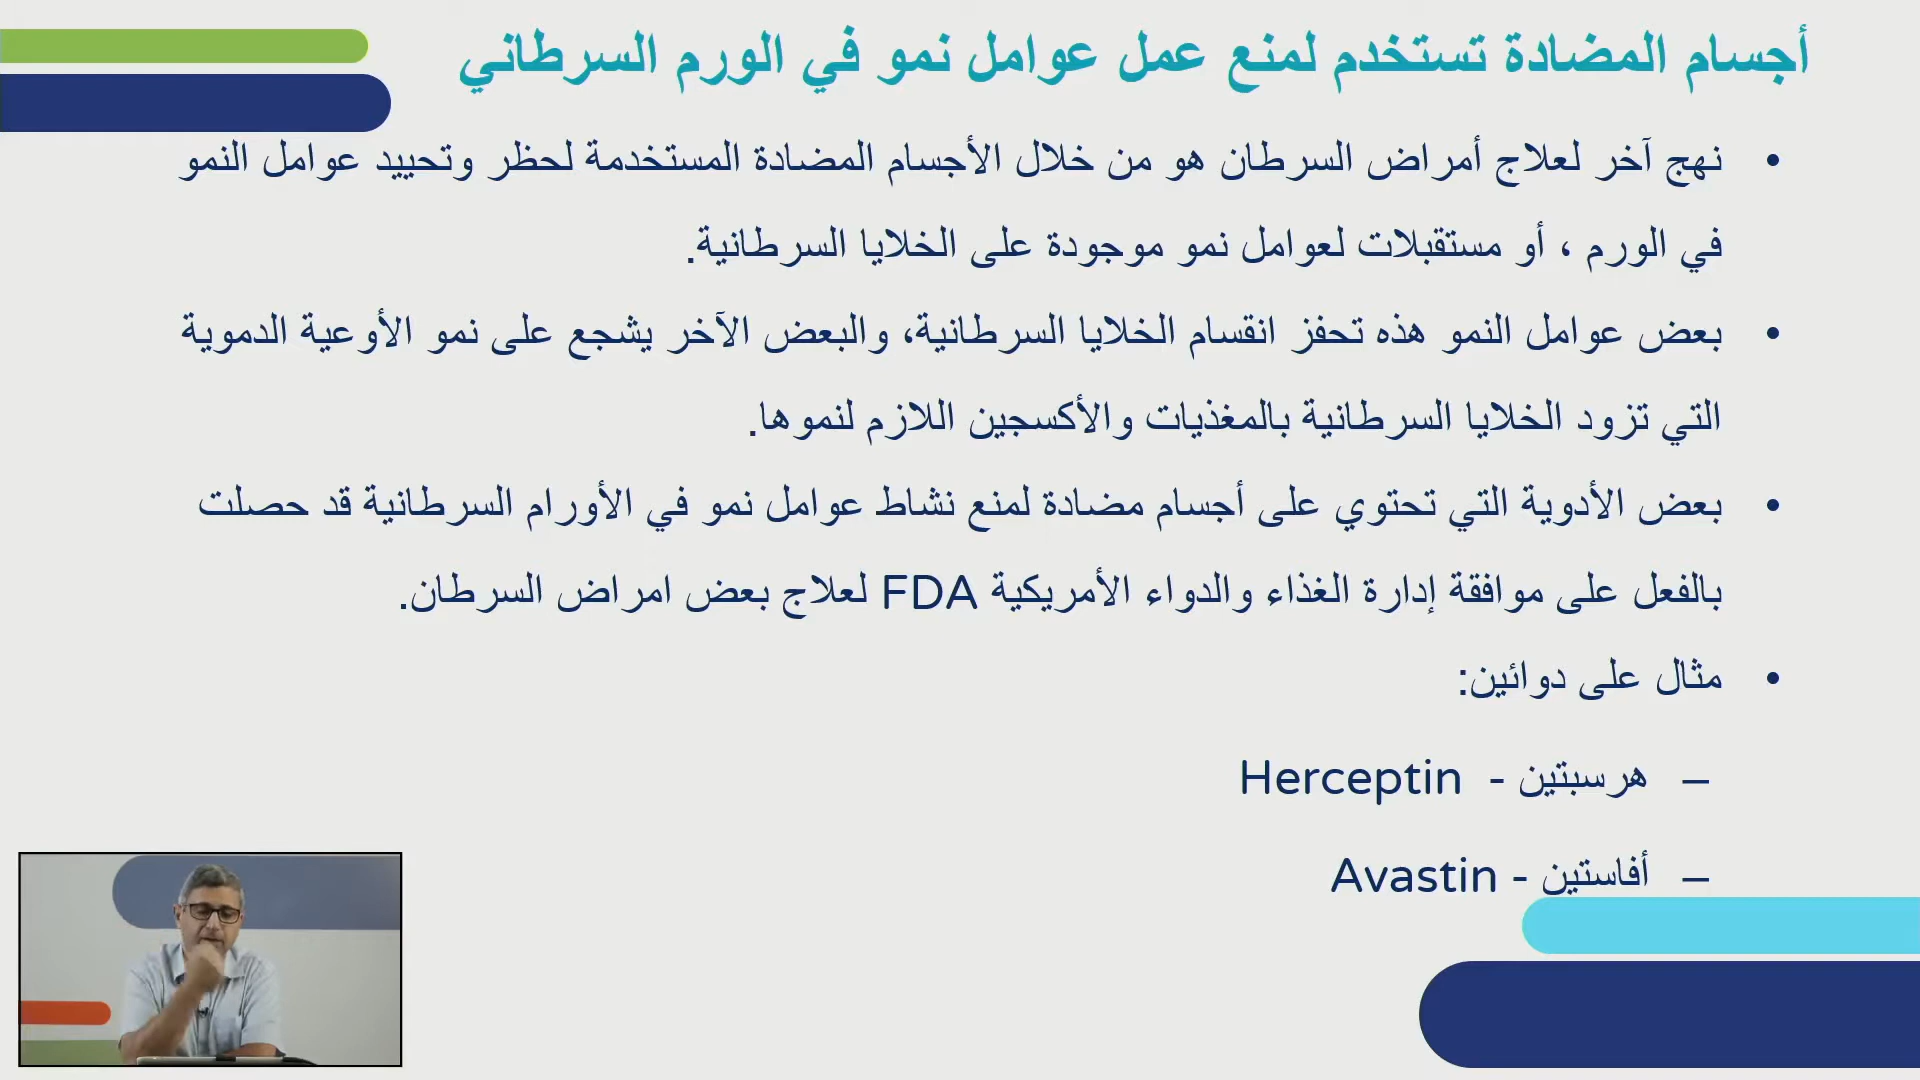 أجسام المضادة تستخدم لمنع عمل عوامل نمو في الورم السرطاني
• نهج آخر لعلاج أمراض السرطان هو من خلال الأجسام المضادة المستخدمة لحظر وتحييد عوامل النمو
في الورم ، أو مستقبلات لعوامل نمو موجودة على الخلايا السرطانية.
• بعض عوامل النمو هذه تحفز انقسام الخلايا السرطانية، والبعض الآخر يشجع على نمو الأوعية الدموية
التي تزود الخلايا السرطانية بالمغذيات والأكسجين اللازم لنموها.
• بعض الأدوية التي تحتوي على أجسام مضادة لمنع نشاط عوامل نمو في الأورام السرطانية قد حصلت
بالفعل على موافقة إدارة الغذاء والدواء الأمريكية FDA لعلاج بعض امراض السرطان.
• مثال على دوائين:
– هرسبتين - Herceptin
– أفاستين - Avastin